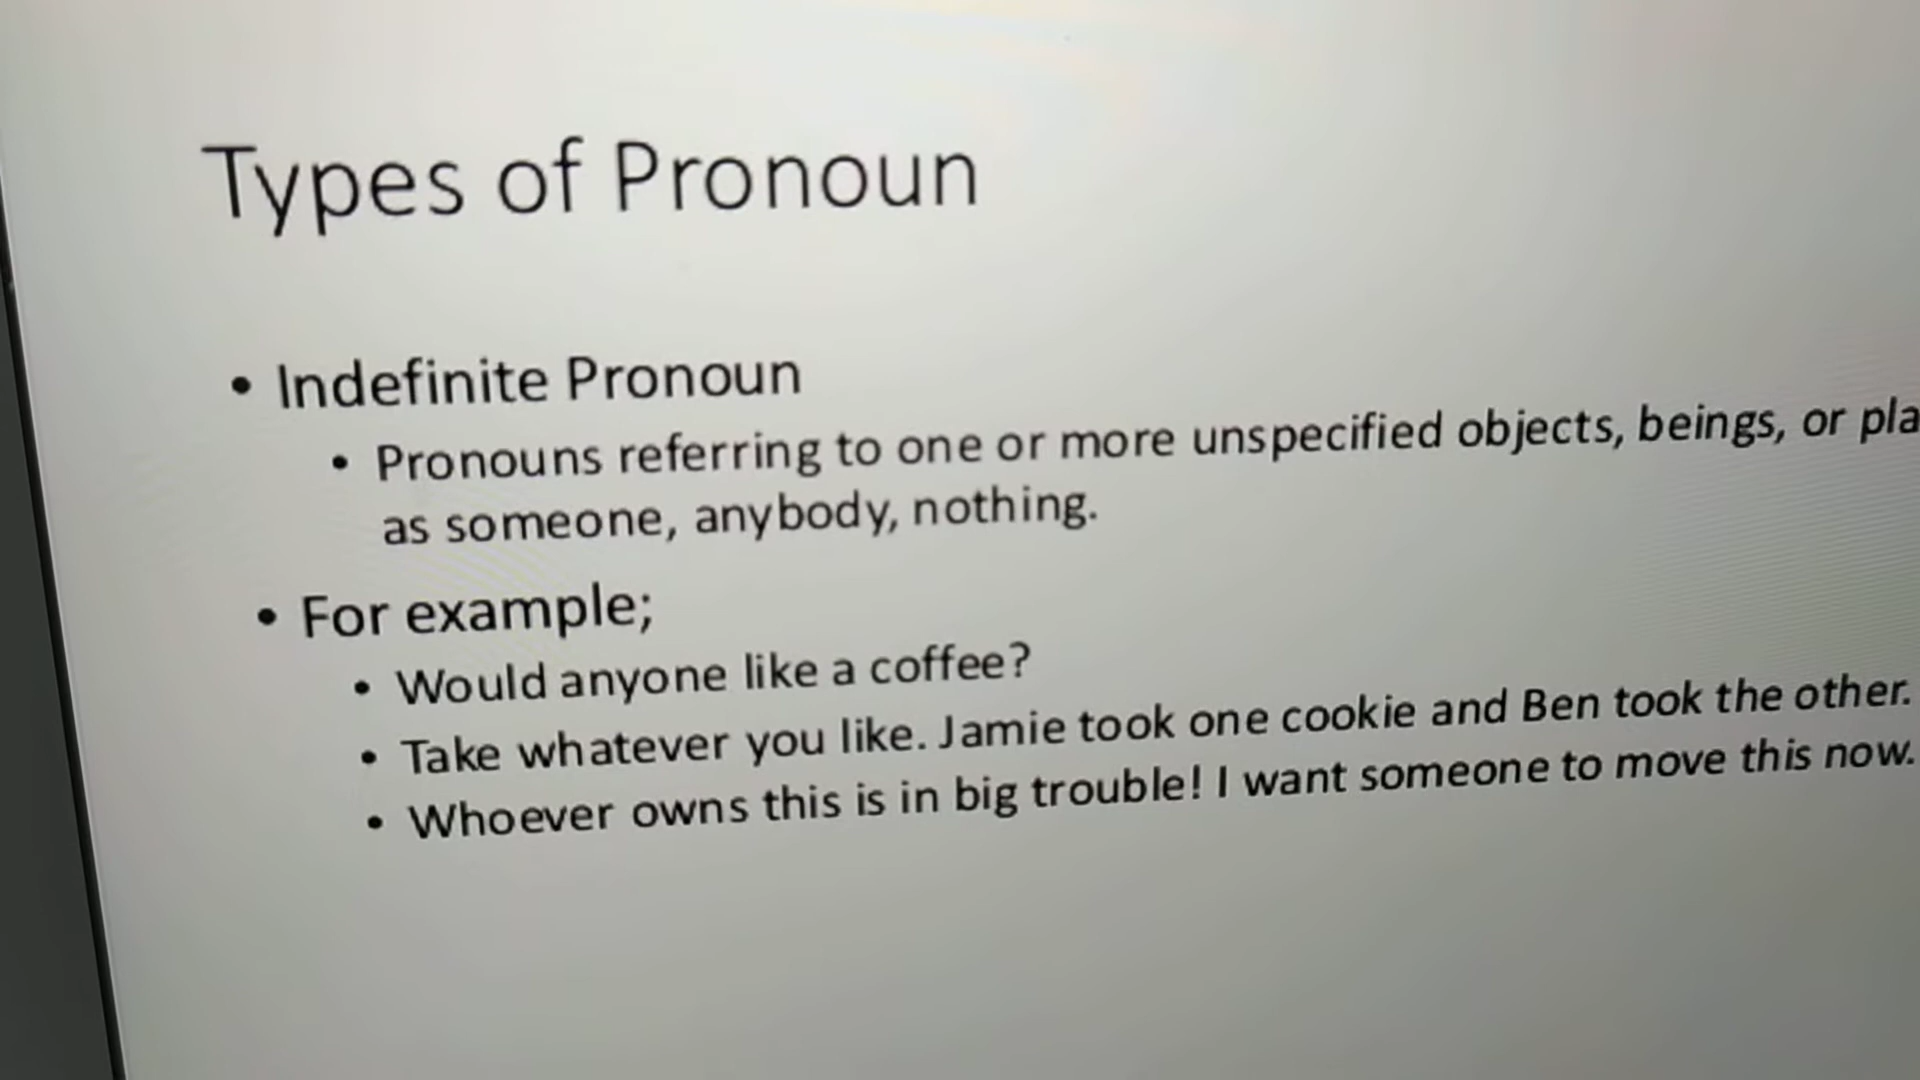 Types of Pronoun
• Indefinite Pronoun
• Pronouns referring to one or more unspecified objects, beings, or
as someone, anybody, nothing.
• For example;
• Would anyone like a coffee?
• Take whatever you like. Jamie took one cookie and Ben took the other.
• Whoever owns this is in big trouble! I want someone to move this now.